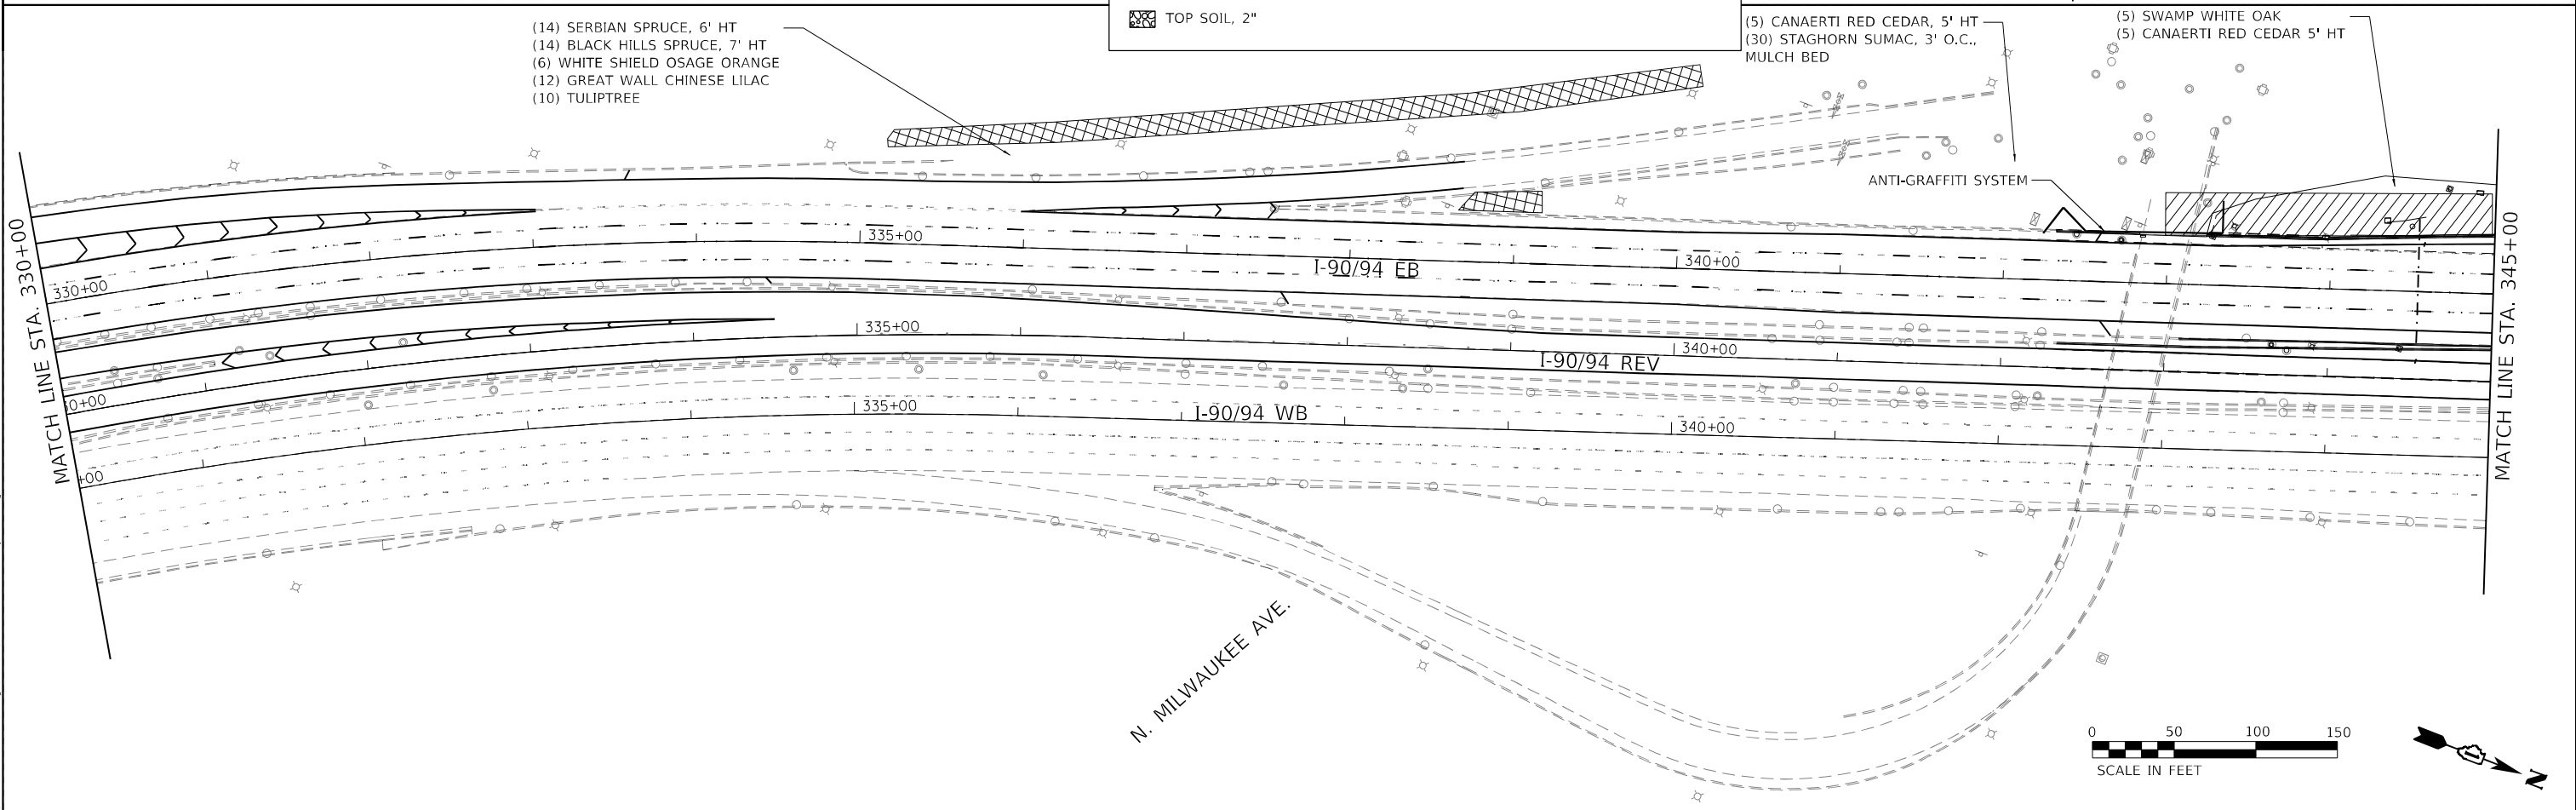 TOP SOIL, 2"
(14) SERBIAN SPRUCE, 6' HT
(14) BLACK HILLS SPRUCE, 7' HT
(6) WHITE SHIELD OSAGE ORANGE
(12) GREAT WALL CHINESE LILAC
(10) TULIPTREE
(5) CANAERTI RED CEDAR, 5' HT
(30) STAGHORN SUMAC, 3' O.C.,
MULCH BED
(5) SWAMP WHITE OAK
(5) CANAERTI RED CEDAR 5' HT
ANTI-GRAFFITI SYSTEM
MATCH LINE STA. 330+00
330+00
335+00
I-90/94 EB
340+00
335+00
I-90/94 REV
340+00
0+00
335+00
I-90/94 WB
340+00
+00
MATCH LINE STA. 345+00
N. MILWAUKEE AVE.
0 50 100 150
SCALE IN FEET
N